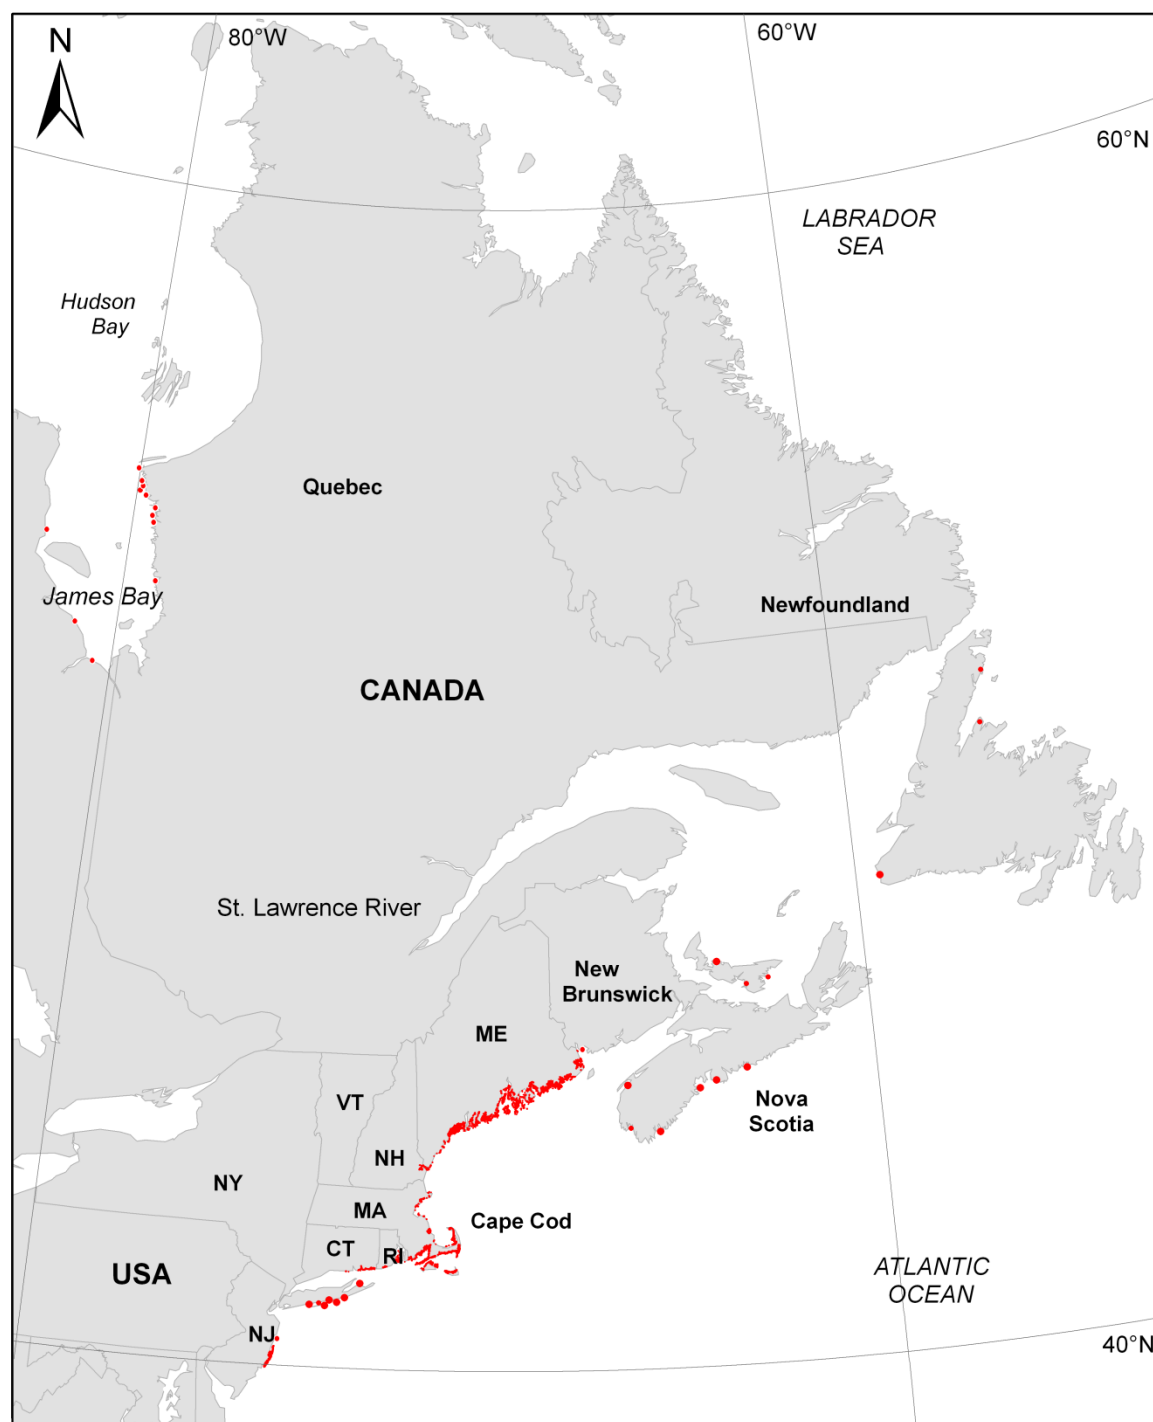 N
80°W
60°W
60°N
LABRADOR
SEA
Hudson
Bay
Quebec
James Bay
Newfoundland
CANADA
St. Lawrence River
New
Brunswick
ME
VT
Nova
Scotia
NH
NY
MA
Cape Cod
CT
RI
USA
ATLANTIC
OCEAN
NJ
40°N